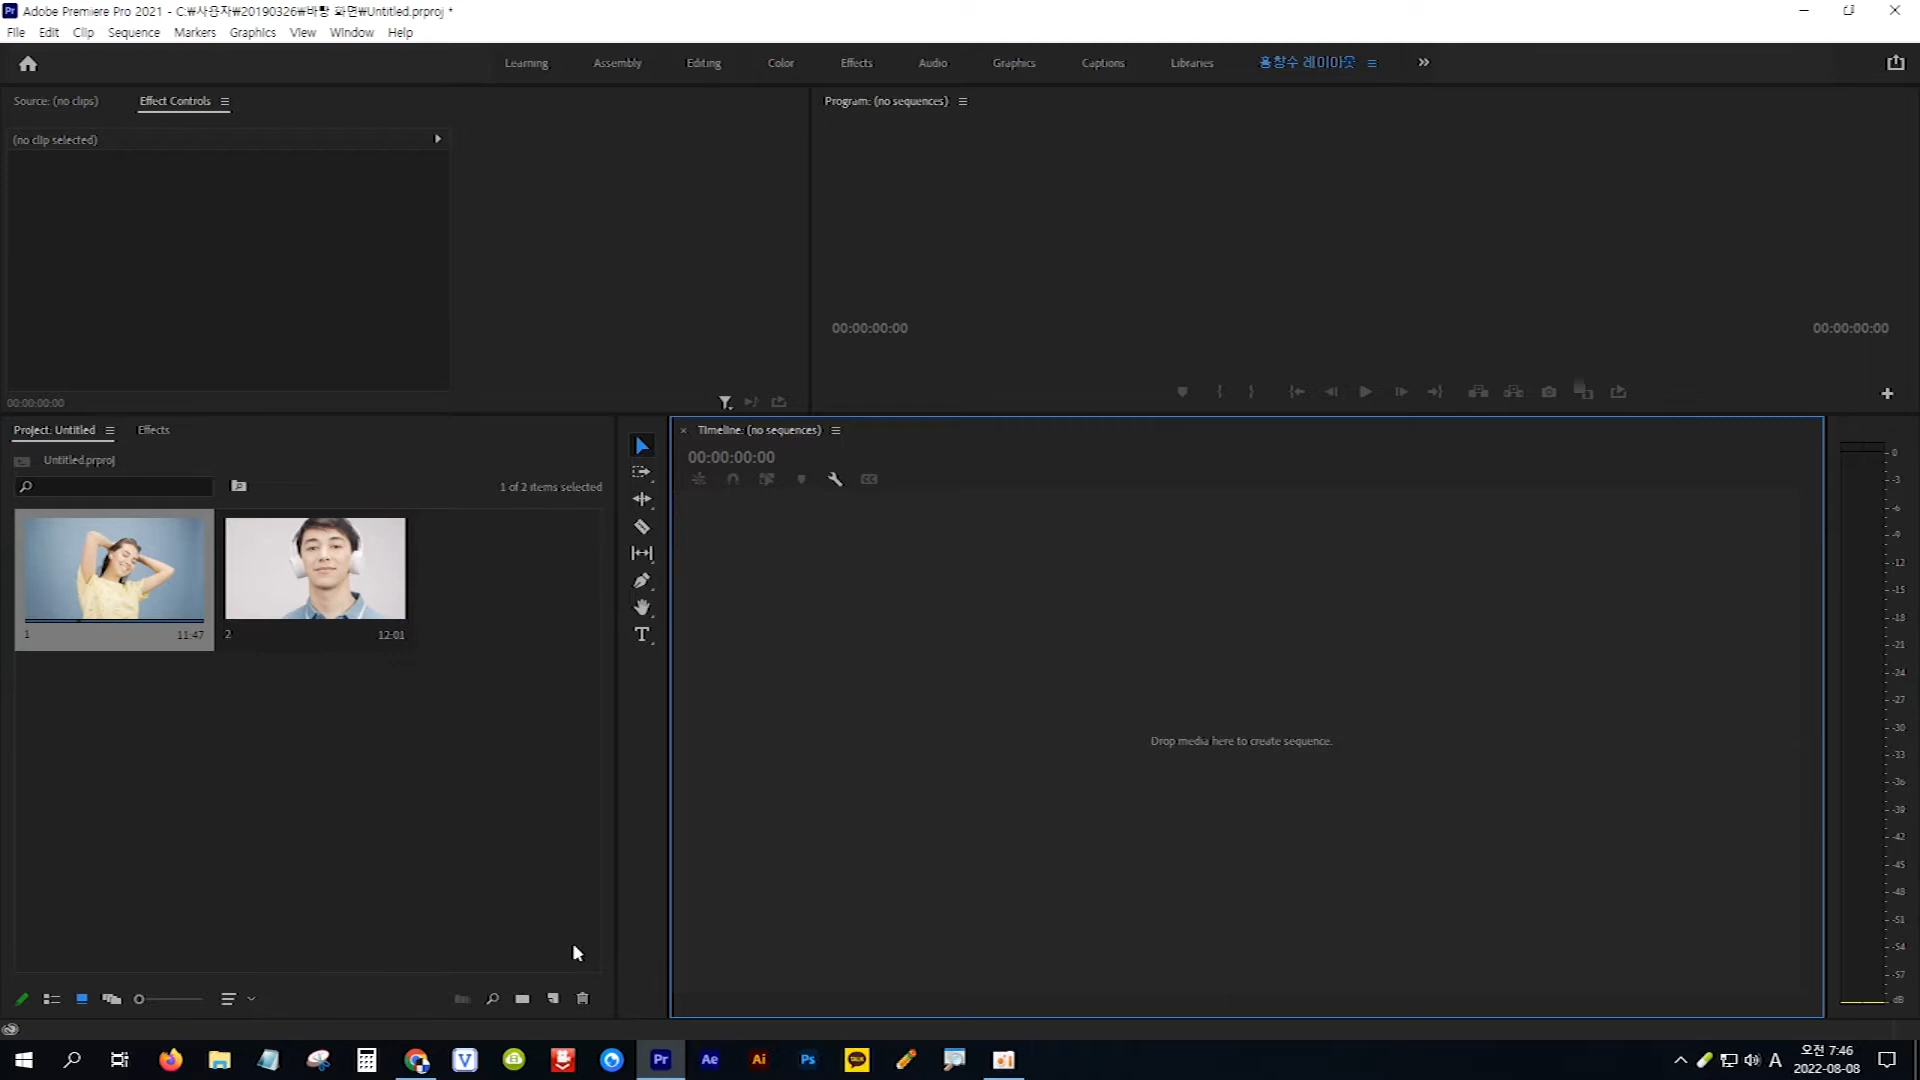 Adobe Premiere Pro 2021 - C:₩사용자₩20190326₩바탕 화면₩Untitled.prproj *
File Edit Clip Sequence Markers Graphics View Window Help
Learning Assembly Editing Color Effects Audio Graphics Captions Libraries 홍창수 레이아웃
Source: (no clips) Effect Controls
Program: (no sequences)
(no clip selected)
00:00:00:00 00:00:00:00
00:00:00:00
Project: Untitled Effects
Timeline: (no sequences)
Untitled.prproj
00:00:00:00
1 of 2 items selected
1 11:47 2 12:01
T
Drop media here to create sequence.
0
-3
-6
-9
-12
-15
-18
-21
-24
-27
-30
-33
-36
-39
-42
-45
-48
-51
-54
-57
dB
Pr Ae Ai Ps TALK
A 오전 7:46
2022-08-08